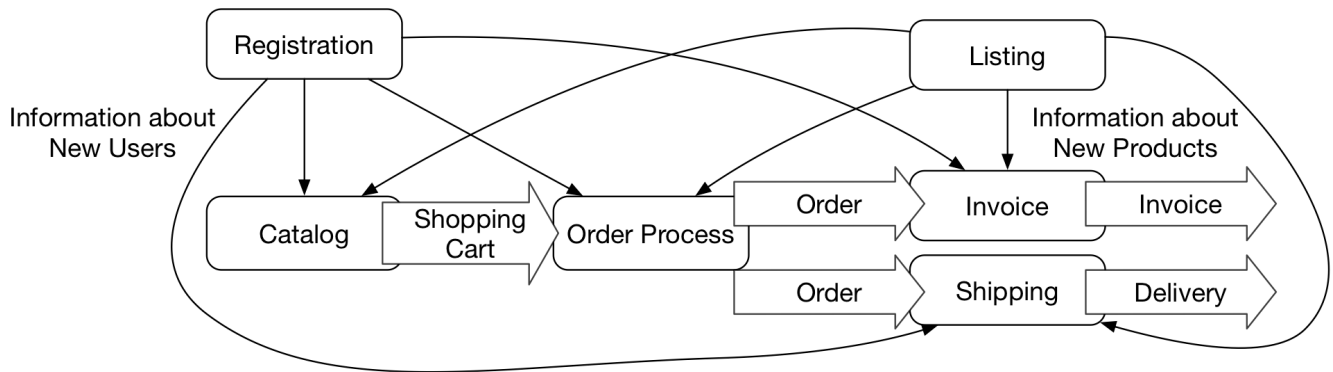 Registration
Listing
Information about
New Users
Information about
New Products
Catalog
Shopping
Cart
Order Process
Order
Invoice
Invoice
Order
Shipping
Delivery